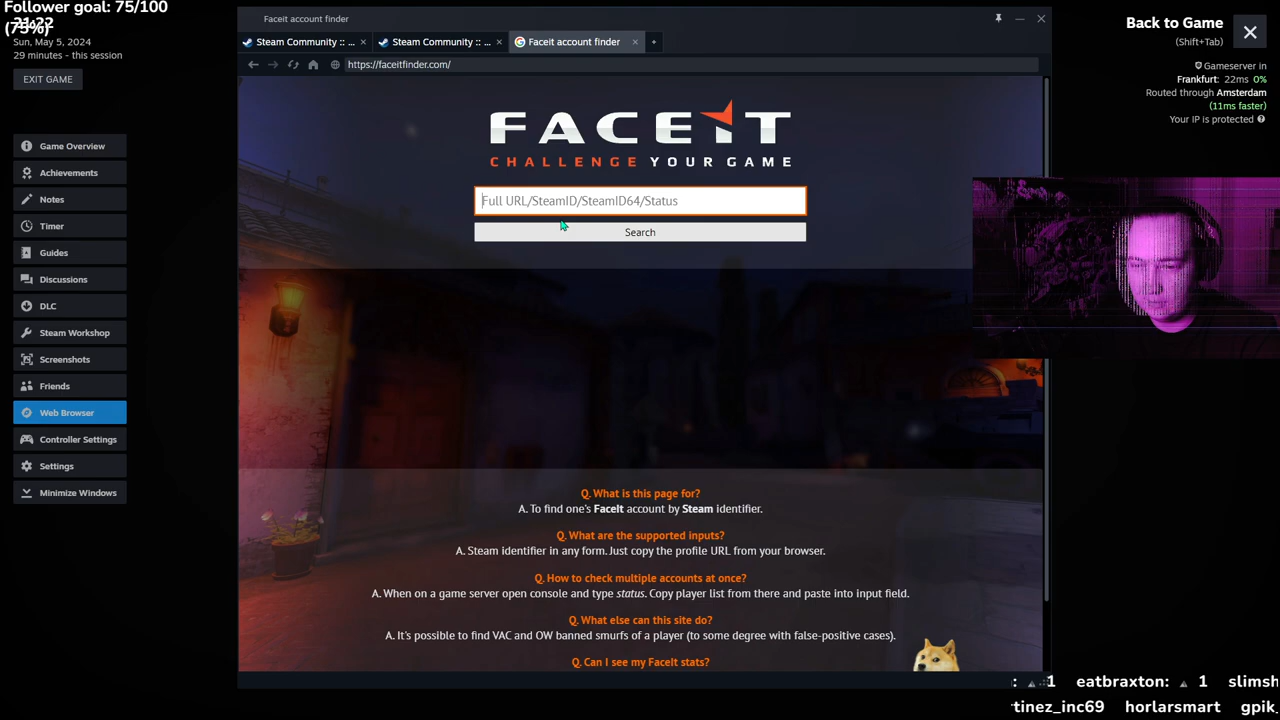 Follower goal: 75/100
(75%)
21:22
Sun, May 5, 2024
29 minutes - this session
EXIT GAME
Game Overview
Achievements
Notes
Timer
Guides
Discussions
DLC
Steam Workshop
Screenshots
Friends
Web Browser
Controller Settings
Settings
Minimize Windows
Faceit account finder
Steam Community :: ...
Steam Community :: ...
Faceit account finder
https://faceitfinder.com/
FACEIT
CHALLENGE YOUR GAME
Full URL/SteamID/SteamID64/Status
Search
Q. What is this page for?
A. To find one's FaceIt account by Steam identifier.
Q. What are the supported inputs?
A. Steam identifier in any form. Just copy the profile URL from your browser.
Q. How to check multiple accounts at once?
A. When on a game server open console and type status. Copy player list from there and paste into input field.
Q. What else can this site do?
A. It's possible to find VAC and OW banned smurfs of a player (to some degree with false-positive cases).
Q. Can I see my FaceIt stats?
Back to Game
(Shift+Tab)
Gameserver in
Frankfurt: 22ms 0%
Routed through Amsterdam
(11ms faster)
Your IP is protected
: 1 eatbraxton: 1 slimsh
tinez_inc69 horlarsmart gpik_